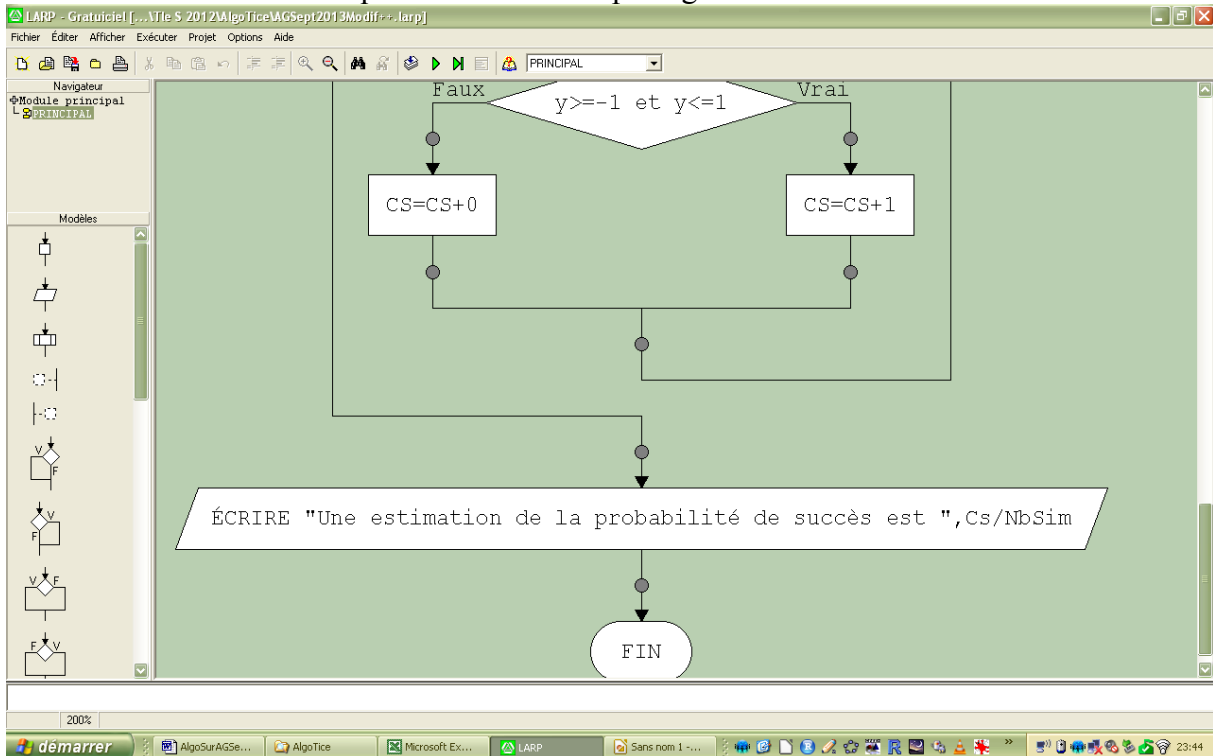 LARP - Gratuiciel [...\Tle S 2012\AlgoTice\AGSept2013Modif++.larp]
Fichier Éditer Afficher Exécuter Projet Options Aide
PRINCIPAL
Navigateur
Module principal
PRINCIPAL
Modèles
V
F
V
F
V F
F V
Faux
y>=-1 et y<=1
Vrai
CS=CS+0
CS=CS+1
ÉCRIRE "Une estimation de la probabilité de succès est ",Cs/NbSim
FIN
200%
démarrer
AlgoSurAGSe...
AlgoTice
Microsoft Ex...
LARP
Sans nom 1 -...
23:44